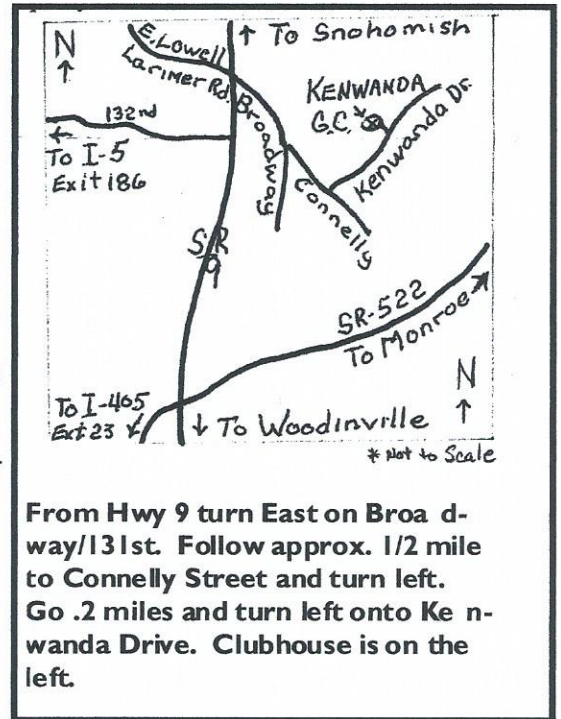 N
↑ To Snohomish
E. Lowell
Larimer Rd.
Broadway
KENWANDA
G.C.
Kenwanda Dr.
132nd
← To I-5
Exit 186
Connelly
SR
9
SR-522
To Monroe
N
To I-405
Ext 23
↓ To Woodinville
* Not to Scale
From Hwy 9 turn East on Broa d-
way/131st. Follow approx. 1/2 mile
to Connelly Street and turn left.
Go .2 miles and turn left onto Ke n-
wanda Drive. Clubhouse is on the
left.